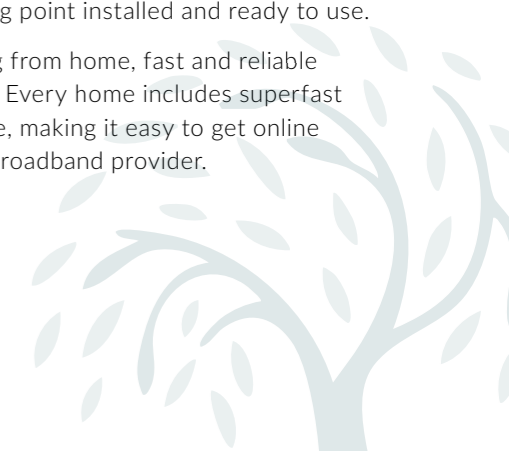 g point installed and ready to use.
g from home, fast and reliable
Every home includes superfast
e, making it easy to get online
roadband provider.